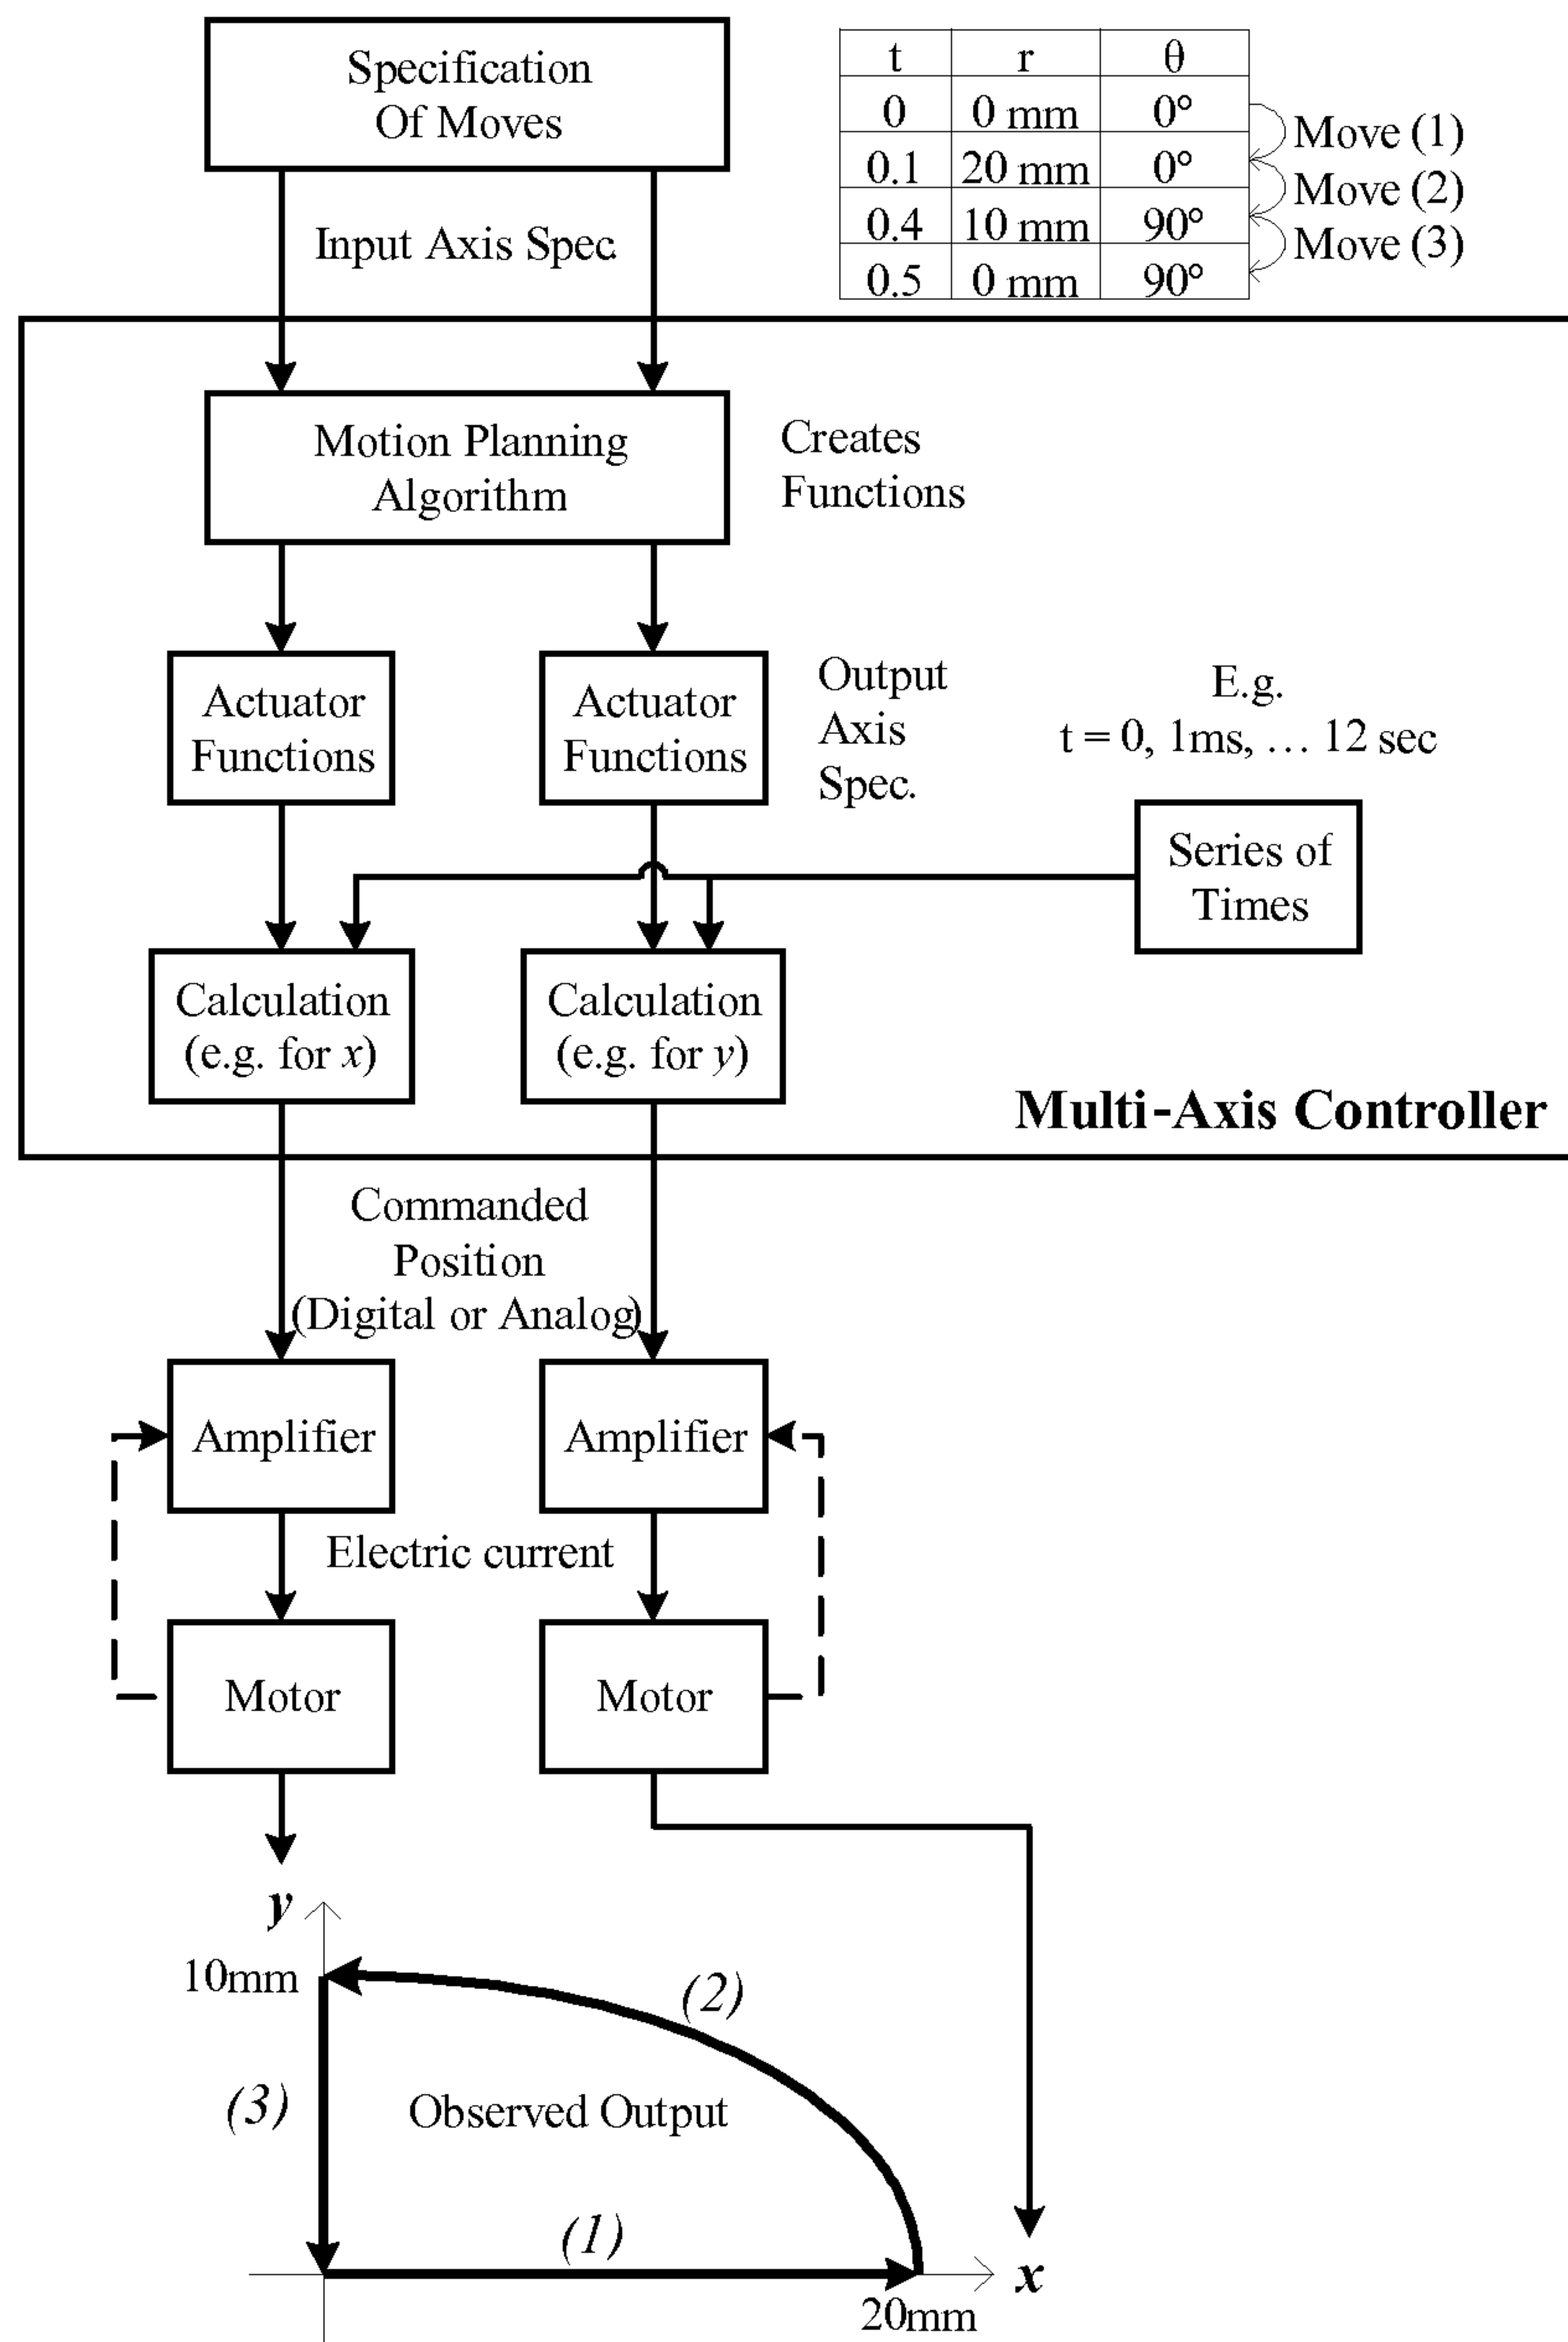 Specification
Of Moves
t r θ
0 0 mm 0°
0.1 20 mm 0°
0.4 10 mm 90°
0.5 0 mm 90°
Move (1)
Move (2)
Move (3)
Input Axis Spec
Motion Planning
Algorithm
Creates
Functions
Actuator
Functions
Actuator
Functions
Output
Axis
Spec.
E.g.
t = 0, 1ms, … 12 sec
Series of
Times
Calculation
(e.g. for x)
Calculation
(e.g. for y)
Multi-Axis Controller
Commanded
Position
(Digital or Analog)
Amplifier
Amplifier
Electric current
Motor
Motor
y
10mm
(2)
(3)
Observed Output
(1)
x
20mm